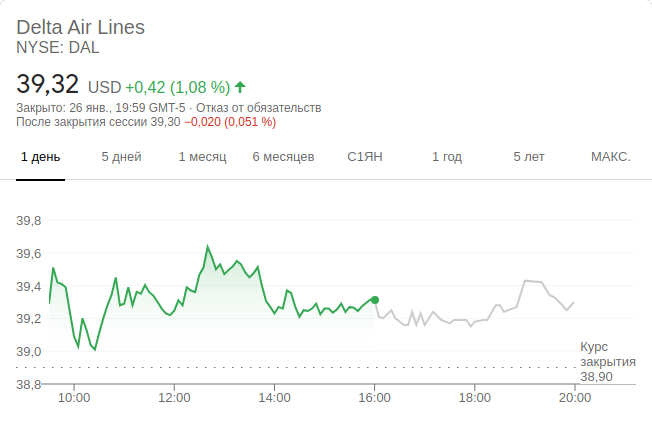 Delta Air Lines
NYSE: DAL
39,32 USD +0,42 (1,08 %)
Закрыто: 26 янв., 19:59 GMT-5 · Отказ от обязательств
После закрытия сессии 39,30 −0,020 (0,051 %)
1 день 5 дней 1 месяц 6 месяцев С1ЯН 1 год 5 лет МАКС.
39,8
39,6
39,4
39,2
39,0
Курс
закрытия
38,90
38,8
10:00 12:00 14:00 16:00 18:00 20:00